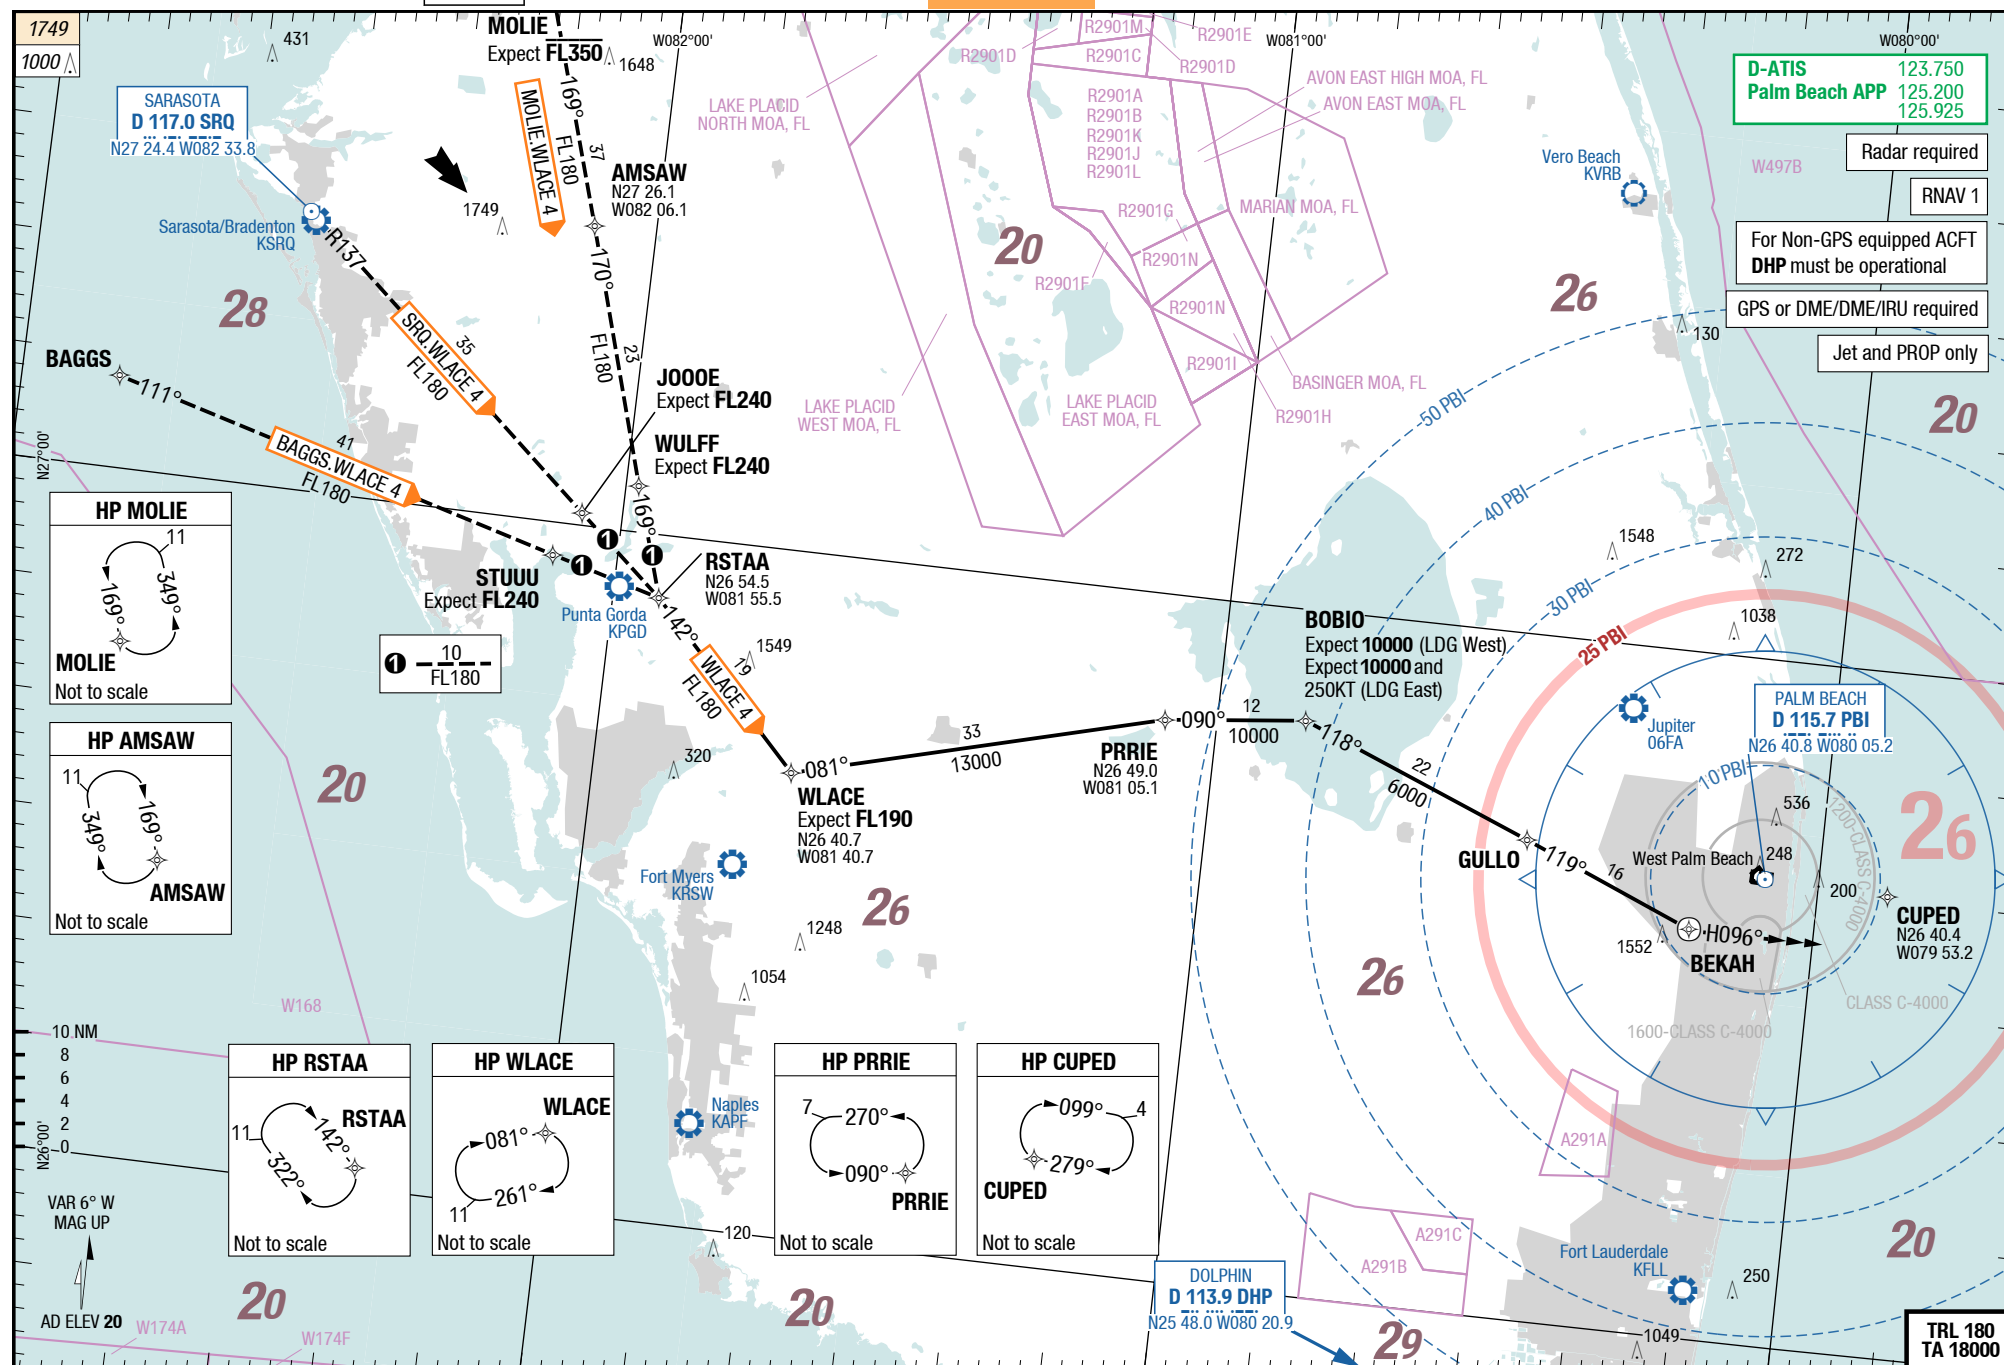 1749
1000
431
MOLIE
Expect FL350
1648
W082°00'
W081°00'
W080°00'
SARASOTA
D 117.0 SRQ
N27 24.4 W082 33.8
Sarasota/Bradenton
KSRQ
R137
169°
37
FL180
MOLIE.WLACE 4
AMSAW
N27 26.1
W082 06.1
1749
170°
23
FL180
LAKE PLACID
NORTH MOA, FL
R2901D
R2901M
R2901E
R2901C
R2901D
R2901A
R2901B
R2901K
R2901J
R2901L
AVON EAST HIGH MOA, FL
AVON EAST MOA, FL
R2901G
MARIAN MOA, FL
R2901N
R2901F
R2901N
R2901I
BASINGER MOA, FL
R2901H
LAKE PLACID
WEST MOA, FL
LAKE PLACID
EAST MOA, FL
D-ATIS 123.750
Palm Beach APP 125.200
125.925
Radar required
RNAV 1
For Non-GPS equipped ACFT
DHP must be operational
GPS or DME/DME/IRU required
Jet and PROP only
W497B
Vero Beach
KVRB
130
28
20
26
20
BAGGS
111°
41
BAGGS.WLACE 4
FL180
35
SRQ.WLACE 4
FL180
N27°00'
JOOOE
Expect FL240
WULFF
Expect FL240
169°
1
1
1
STUUU
Expect FL240
Punta Gorda
KPGD
RSTAA
N26 54.5
W081 55.5
142°
19
WLACE 4
FL180
1549
1 10
FL180
HP MOLIE
11
169°
349°
MOLIE
Not to scale
HP AMSAW
11
349°
169°
AMSAW
Not to scale
20
320
081°
33
13000
WLACE
Expect FL190
N26 40.7
W081 40.7
PRRIE
N26 49.0
W081 05.1
090°
12
10000
BOBIO
Expect 10000 (LDG West)
Expect 10000 and
250KT (LDG East)
118°
22
6000
GULLO
119°
16
BEKAH
H096°
50 PBI
40 PBI
30 PBI
25 PBI
10 PBI
1548
272
1038
Jupiter
06FA
PALM BEACH
D 115.7 PBI
N26 40.8 W080 05.2
536
1200-CLASS C-4000
West Palm Beach
248
200
1552
26
CUPED
N26 40.4
W079 53.2
CLASS C-4000
1600-CLASS C-4000
Fort Myers
KRSW
26
1248
1054
26
W168
10 NM
8
6
4
2
0
N26°00'
VAR 6° W
MAG UP
AD ELEV 20
W174A
W174F
20
HP RSTAA
11
142°
322°
RSTAA
Not to scale
HP WLACE
WLACE
081°
261°
11
Not to scale
Naples
KAPF
120
20
HP PRRIE
7
270°
090°
PRRIE
Not to scale
HP CUPED
099°
4
279°
CUPED
Not to scale
DOLPHIN
D 113.9 DHP
N25 48.0 W080 20.9
A291A
A291B
A291C
29
Fort Lauderdale
KFLL
250
1049
20
TRL 180
TA 18000